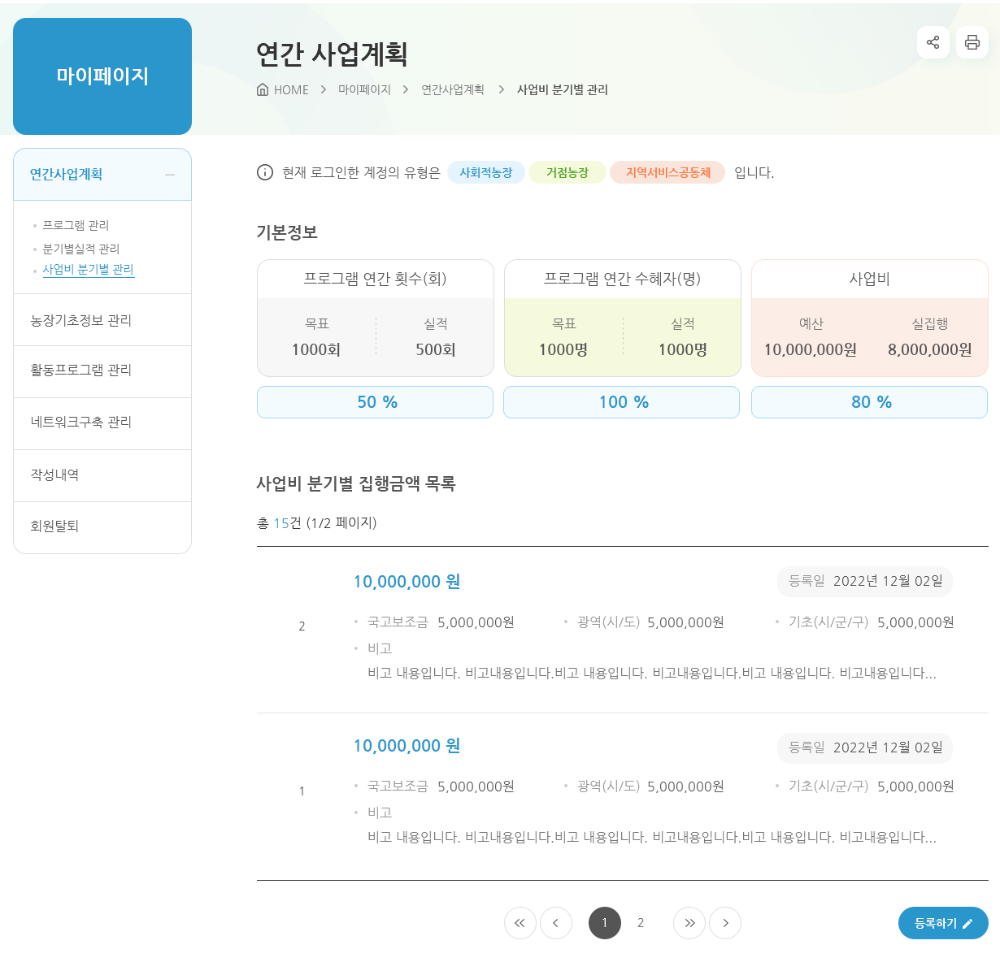 마이페이지
연간 사업계획
HOME > 마이페이지 > 연간사업계획 > 사업비 분기별 관리
연간사업계획
프로그램 관리
분기별실적 관리
사업비 분기별 관리
농장기초정보 관리
활동프로그램 관리
네트워크구축 관리
작성내역
회원탈퇴
현재 로그인한 계정의 유형은 사회적농장 거점농장 지역서비스공동체 입니다.
기본정보
프로그램 연간 횟수(회)
목표 실적
1000회 500회
50 %
프로그램 연간 수혜자(명)
목표 실적
1000명 1000명
100 %
사업비
예산 실집행
10,000,000원 8,000,000원
80 %
사업비 분기별 집행금액 목록
총 15건 (1/2 페이지)
10,000,000 원 등록일 2022년 12월 02일
2
국고보조금 5,000,000원 광역(시/도) 5,000,000원 기초(시/군/구) 5,000,000원
비고
비고 내용입니다. 비고내용입니다.비고 내용입니다. 비고내용입니다.비고 내용입니다. 비고내용입니다...
10,000,000 원 등록일 2022년 12월 02일
1
국고보조금 5,000,000원 광역(시/도) 5,000,000원 기초(시/군/구) 5,000,000원
비고
비고 내용입니다. 비고내용입니다.비고 내용입니다. 비고내용입니다.비고 내용입니다. 비고내용입니다...
1 2
등록하기